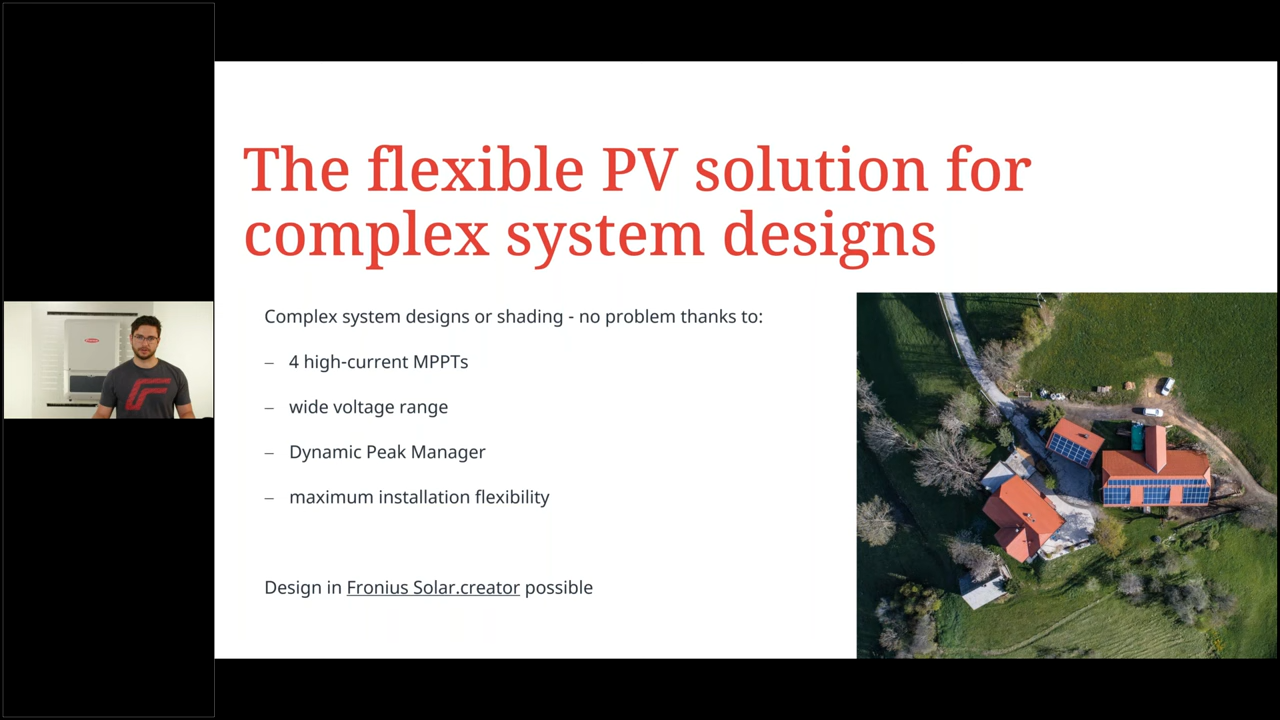 The flexible PV solution for
complex system designs
Complex system designs or shading - no problem thanks to:
– 4 high-current MPPTs
– wide voltage range
– Dynamic Peak Manager
– maximum installation flexibility
Design in Fronius Solar.creator possible